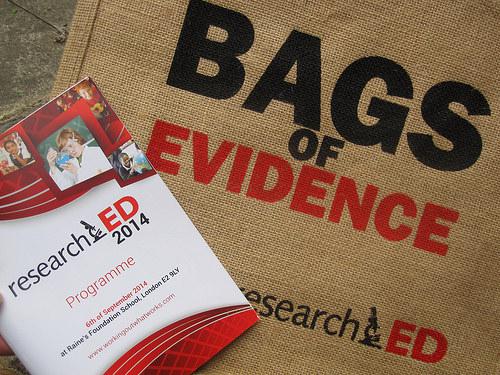 BAGS
OF
EVIDENCE
researchED
researchED
2014
Programme
6th of September 2014
at Raine's Foundation School, London E2 9LY
www.workingoutwhatworks.com